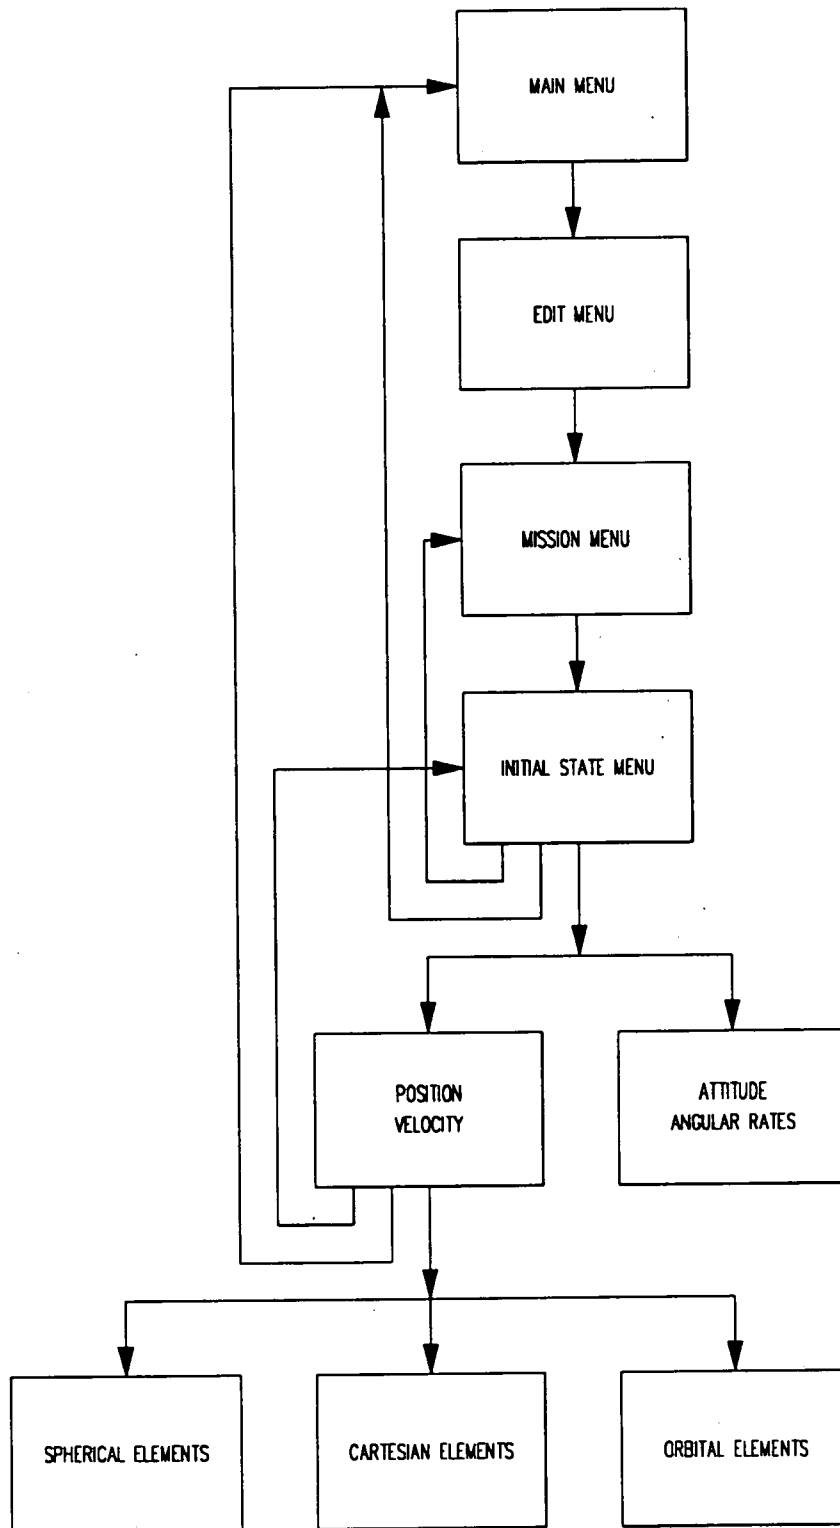 MAIN MENU
EDIT MENU
MISSION MENU
INITIAL STATE MENU
POSITION
VELOCITY
ATTITUDE
ANGULAR RATES
SPHERICAL ELEMENTS
CARTESIAN ELEMENTS
ORBITAL ELEMENTS